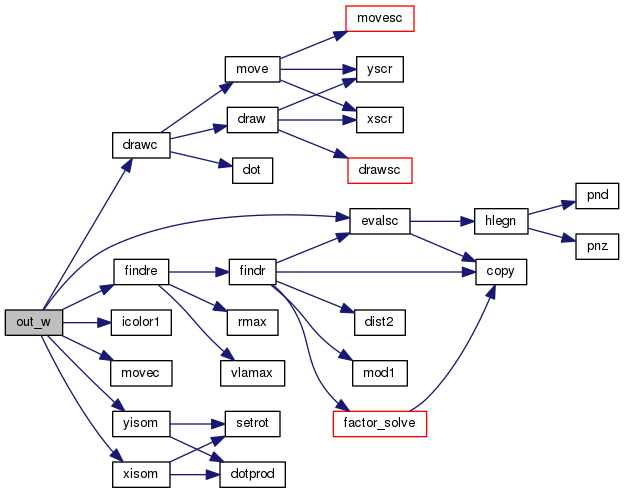 out_w
drawc
findre
icolor1
movec
yisom
xisom
move
draw
dot
findr
rmax
vlamax
setrot
dotprod
movesc
yscr
xscr
drawsc
evalsc
dist2
mod1
factor_solve
hlegn
copy
pnd
pnz